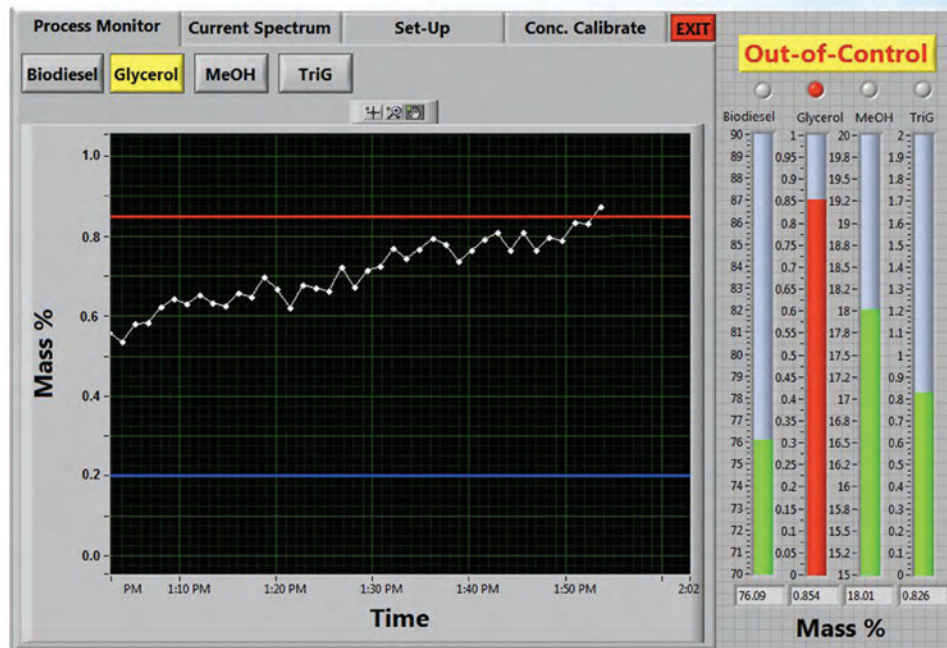 Process Monitor
Current Spectrum
Set-Up
Conc. Calibrate
EXIT
Biodiesel
Glycerol
MeOH
TriG
Mass %
1.0
0.8
0.6
0.4
0.2
0.0
PM 1:10 PM 1:20 PM 1:30 PM 1:40 PM 1:50 PM 2:02
Time
Out-of-Control
Biodiesel Glycerol MeOH TriG
90 1 20 2
89 0.95 19.8 1.9
88 0.9 19.5 1.8
87 0.85 19.2 1.7
86 0.8 19 1.6
85 0.75 18.8 1.5
84 0.7 18.5 1.4
83 0.65 18.2 1.3
82 0.6 18 1.2
81 0.55 17.8 1.1
80 0.5 17.5 1
79 0.45 17.2 0.9
78 0.4 17 0.8
77 0.35 16.8 0.7
76 0.3 16.5 0.6
75 0.25 16.2 0.5
74 0.2 16 0.4
73 0.15 15.8 0.3
72 0.1 15.5 0.2
71 0.05 15.2 0.1
70 0 15 0
76.09 0.854 18.01 0.826
Mass %